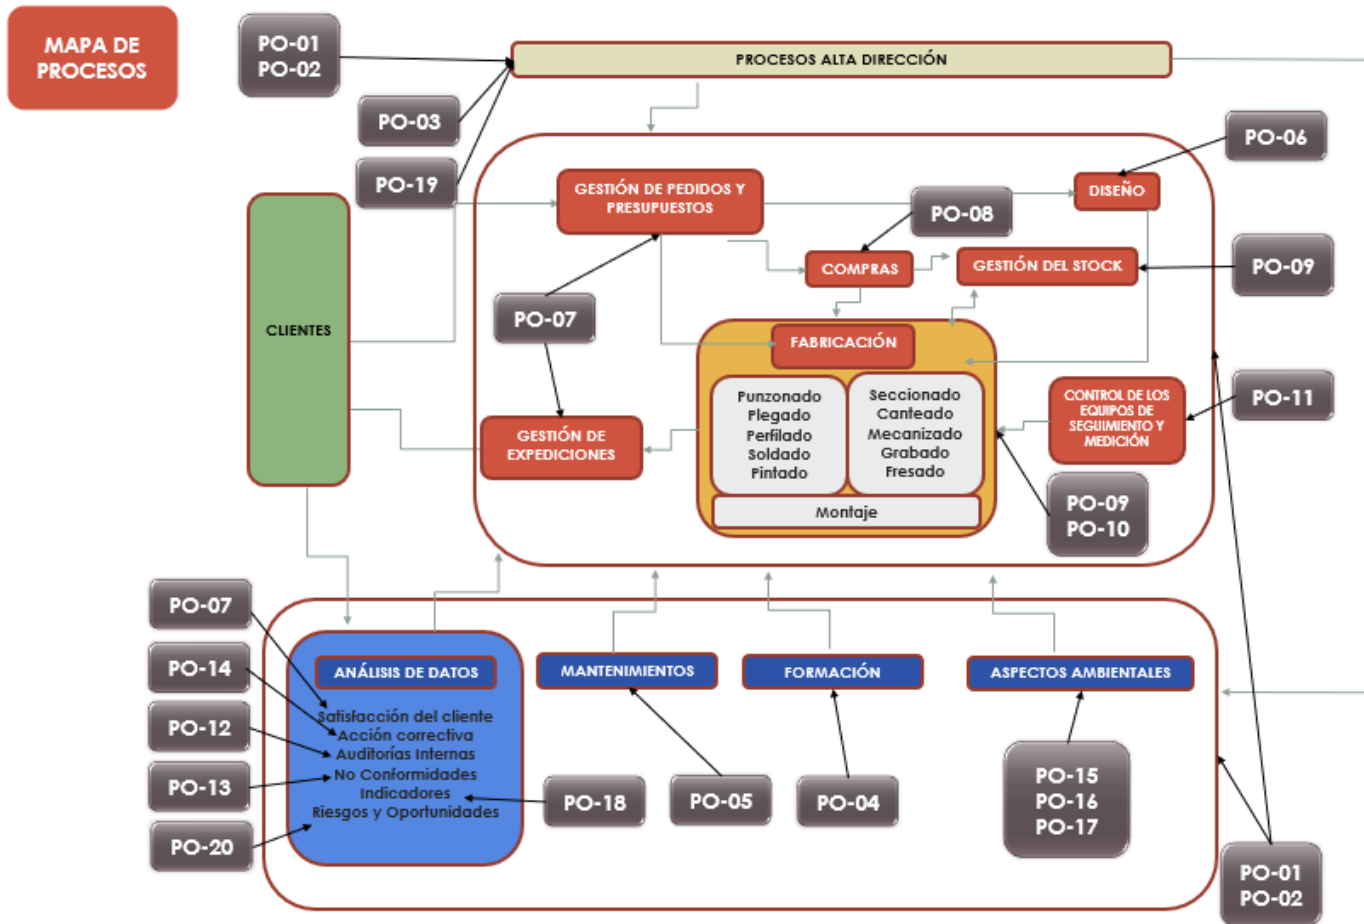 MAPA DE
PROCESOS
PO-01
PO-02
PROCESOS ALTA DIRECCIÓN
PO-03
PO-19
PO-06
GESTIÓN DE PEDIDOS Y
PRESUPUESTOS
DISEÑO
PO-08
COMPRAS
GESTIÓN DEL STOCK
PO-09
CLIENTES
PO-07
FABRICACIÓN
Punzonado
Plegado
Perfilado
Soldado
Pintado
Seccionado
Canteado
Mecanizado
Grabado
Fresado
Montaje
CONTROL DE LOS
EQUIPOS DE
SEGUIMIENTO Y
MEDICIÓN
PO-11
GESTIÓN DE
EXPEDICIONES
PO-09
PO-10
PO-07
PO-14
PO-12
PO-13
PO-20
ANÁLISIS DE DATOS
Satisfacción del cliente
Acción correctiva
Auditorías Internas
No Conformidades
Indicadores
Riesgos y Oportunidades
MANTENIMIENTOS
FORMACIÓN
ASPECTOS AMBIENTALES
PO-18
PO-05
PO-04
PO-15
PO-16
PO-17
PO-01
PO-02